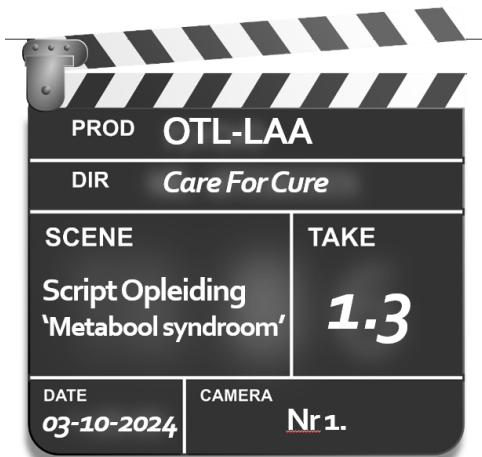 PROD OTL-LAA
DIR Care For Cure
SCENE
Script Opleiding
‘Metabool syndroom’
TAKE
1.3
DATE
03-10-2024
CAMERA
Nr 1.